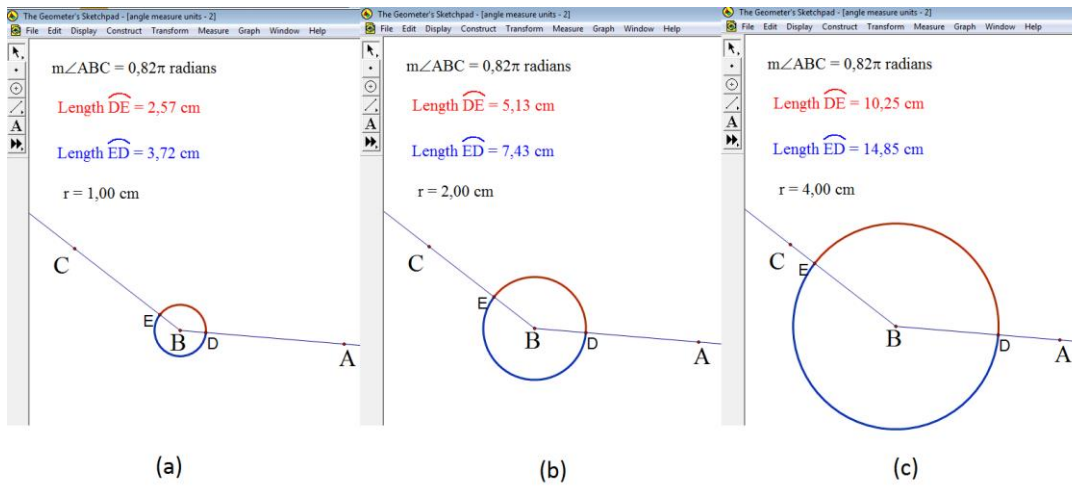 The Geometer's Sketchpad - [angle measure units - 2]
File Edit Display Construct Transform Measure Graph Window Help
A
m∠ABC = 0,82π radians
Length DE = 2,57 cm
Length ED = 3,72 cm
r = 1,00 cm
C
E
B
D
A
(a)
The Geometer's Sketchpad - [angle measure units - 2]
File Edit Display Construct Transform Measure Graph Window Help
A
m∠ABC = 0,82π radians
Length DE = 5,13 cm
Length ED = 7,43 cm
r = 2,00 cm
C
E
B
D
A
(b)
The Geometer's Sketchpad - [angle measure units - 2]
File Edit Display Construct Transform Measure Graph Window Help
A
m∠ABC = 0,82π radians
Length DE = 10,25 cm
Length ED = 14,85 cm
r = 4,00 cm
C
E
B
D
A
(c)